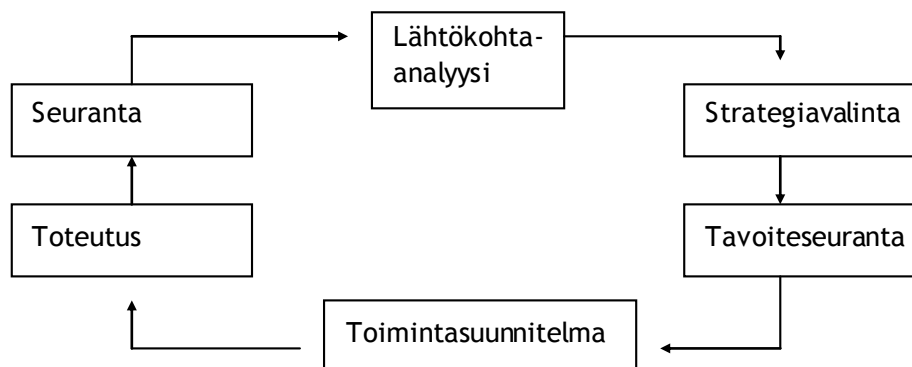 Lähtökohta-
analyysi
Seuranta
Strategiavalinta
Toteutus
Tavoiteseuranta
Toimintasuunnitelma